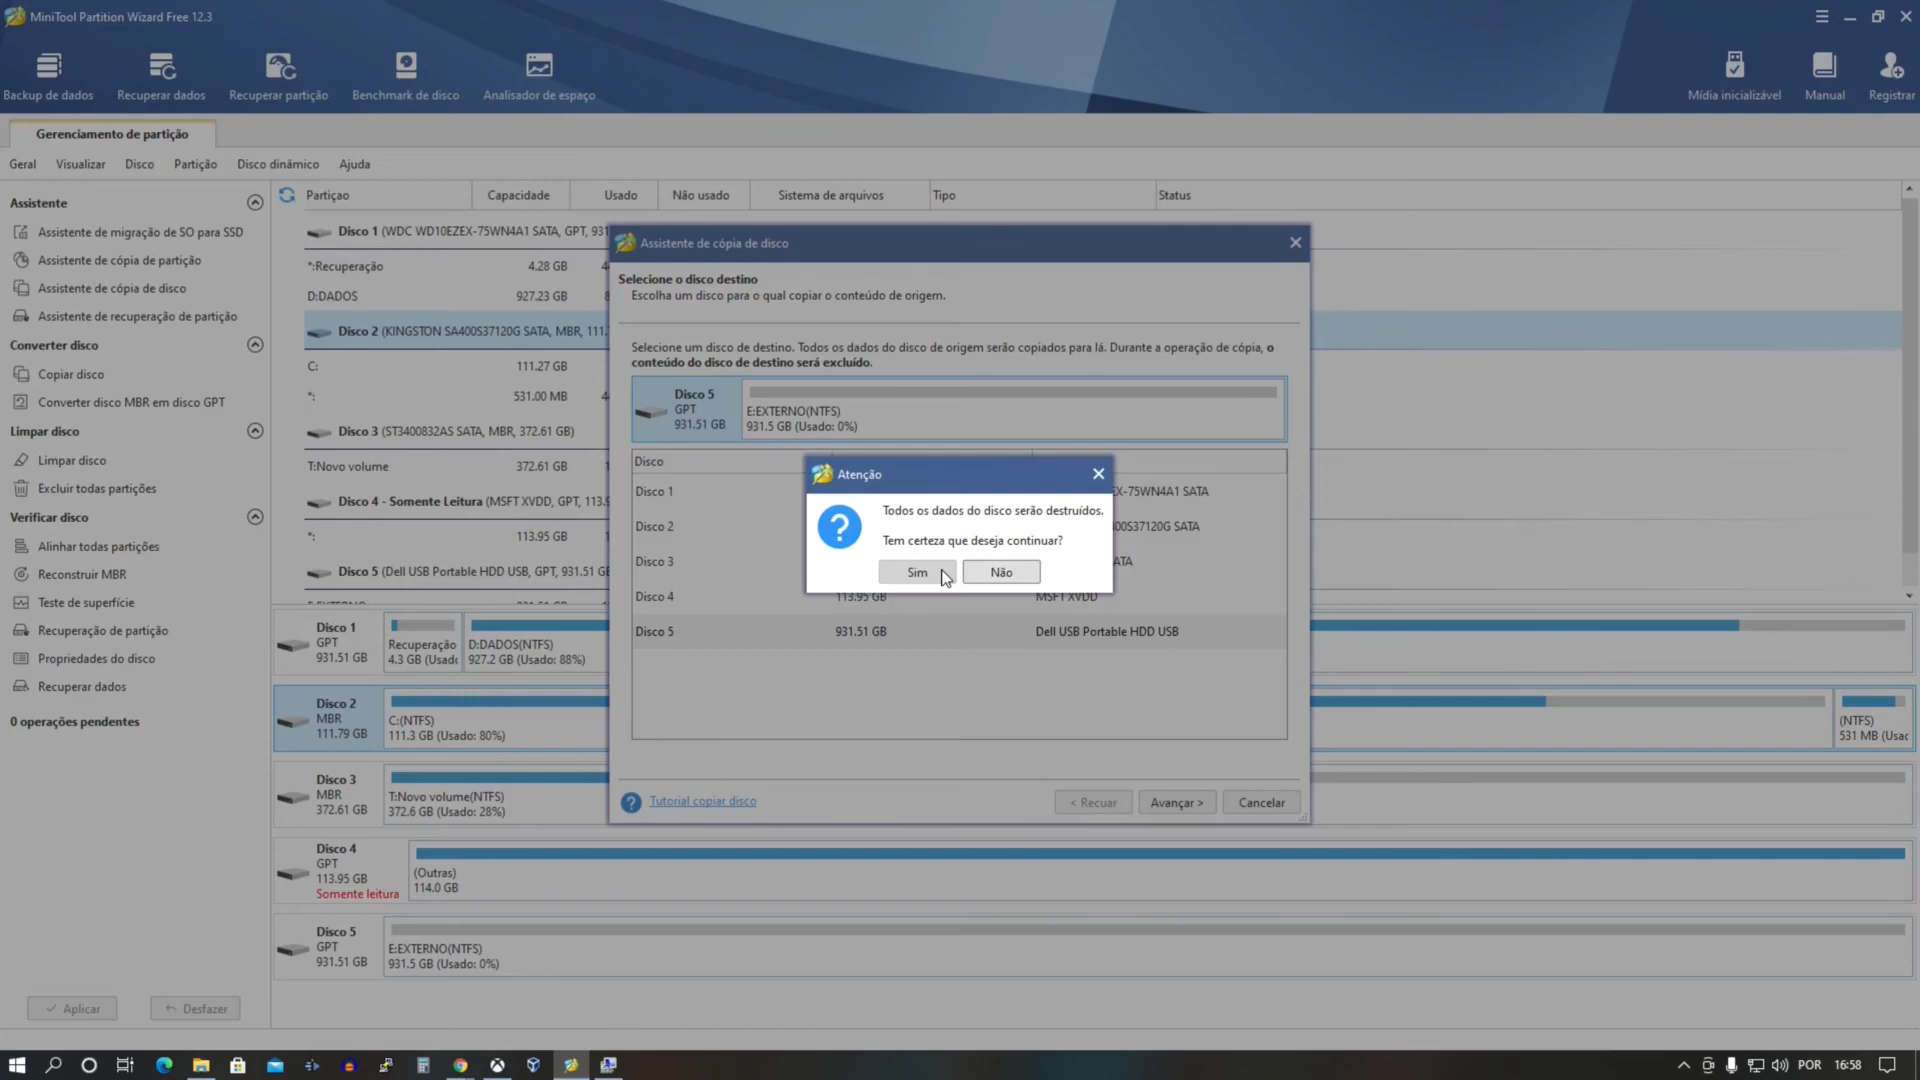 MiniTool Partition Wizard Free 12.3
Backup de dados
Recuperar dados
Recuperar partição
Benchmark de disco
Analisador de espaço
Mídia inicializável
Manual
Registrar
Gerenciamento de partição
Geral
Visualizar
Disco
Partição
Disco dinâmico
Ajuda
Assistente
Assistente de migração de SO para SSD
Assistente de cópia de partição
Assistente de cópia de disco
Assistente de recuperação de partição
Converter disco
Copiar disco
Converter disco MBR em disco GPT
Limpar disco
Limpar disco
Excluir todas partições
Verificar disco
Alinhar todas partições
Reconstruir MBR
Teste de superfície
Recuperação de partição
Propriedades do disco
Recuperar dados
0 operações pendentes
Aplicar
Desfazer
Partiçao Capacidade Usado Não usado Sistema de arquivos Tipo Status
Disco 1 (WDC WD10EZEX-75WN4A1 SATA, GPT, 931
*:Recuperação 4.28 GB 4
D:DADOS 927.23 GB 8
Disco 2 (KINGSTON SA400S37120G SATA, MBR, 111.
C: 111.27 GB
*: 531.00 MB 4
Disco 3 (ST3400832AS SATA, MBR, 372.61 GB)
T:Novo volume 372.61 GB
Disco 4 - Somente Leitura (MSFT XVDD, GPT, 113.9
*: 113.95 GB
Disco 5 (Dell USB Portable HDD USB, GPT, 931.51 G
Assistente de cópia de disco
Selecione o disco destino
Escolha um disco para o qual copiar o conteúdo de origem.
Selecione um disco de destino. Todos os dados do disco de origem serão copiados para lá. Durante a operação de cópia, o
conteúdo do disco de destino será excluído.
Disco 5
GPT
931.51 GB
E:EXTERNO(NTFS)
931.5 GB (Usado: 0%)
Disco
Disco 1 EX-75WN4A1 SATA
Disco 2 400S37120G SATA
Disco 3 ATA
Disco 4 113.95 GB MSFT XVDD
Disco 5 931.51 GB Dell USB Portable HDD USB
Tutorial copiar disco
< Recuar
Avançar >
Cancelar
Atenção
Todos os dados do disco serão destruídos.
Tem certeza que deseja continuar?
Sim
Não
Disco 1
GPT
931.51 GB
Recuperação
4.3 GB (Usado
D:DADOS(NTFS)
927.2 GB (Usado: 88%)
Disco 2
MBR
111.79 GB
C:(NTFS)
111.3 GB (Usado: 80%)
(NTFS)
531 MB (Usac
Disco 3
MBR
372.61 GB
T:Novo volume(NTFS)
372.6 GB (Usado: 28%)
Disco 4
GPT
113.95 GB
Somente leitura
(Outras)
114.0 GB
Disco 5
GPT
931.51 GB
E:EXTERNO(NTFS)
931.5 GB (Usado: 0%)
POR
16:58